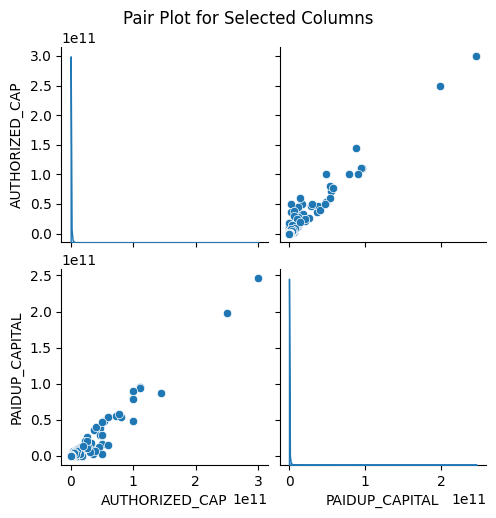 Pair Plot for Selected Columns
1e11
3.0
2.5
2.0
1.5
1.0
0.5
0.0
AUTHORIZED_CAP
1e11
2.5
2.0
1.5
1.0
0.5
0.0
PAIDUP_CAPITAL
0 1 2 3
AUTHORIZED_CAP 1e11
0 1 2
PAIDUP_CAPITAL 1e11